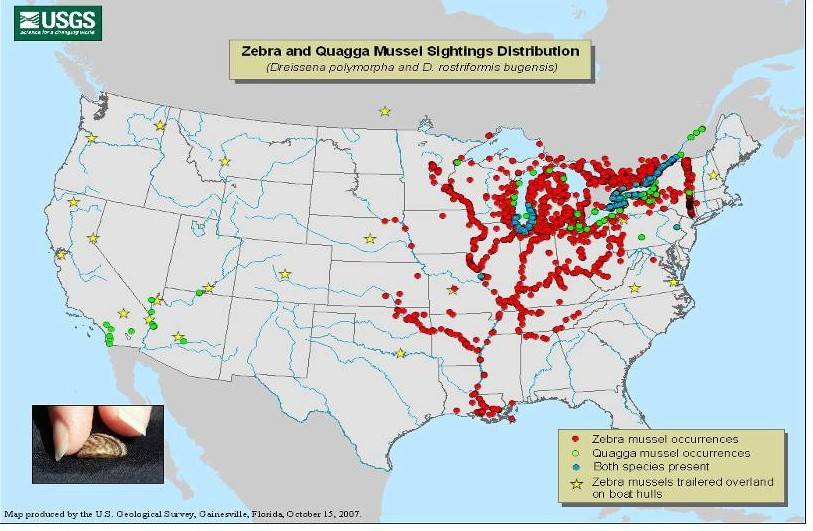 USGS
science for a changing world
Zebra and Quagga Mussel Sightings Distribution
(Dreissena polymorpha and D. rostriformis bugensis)
Zebra mussel occurrences
Quagga mussel occurrences
Both species present
Zebra mussels trailered overland
on boat hulls
Map produced by the U.S. Geological Survey, Gainesville, Florida, October 15, 2007.